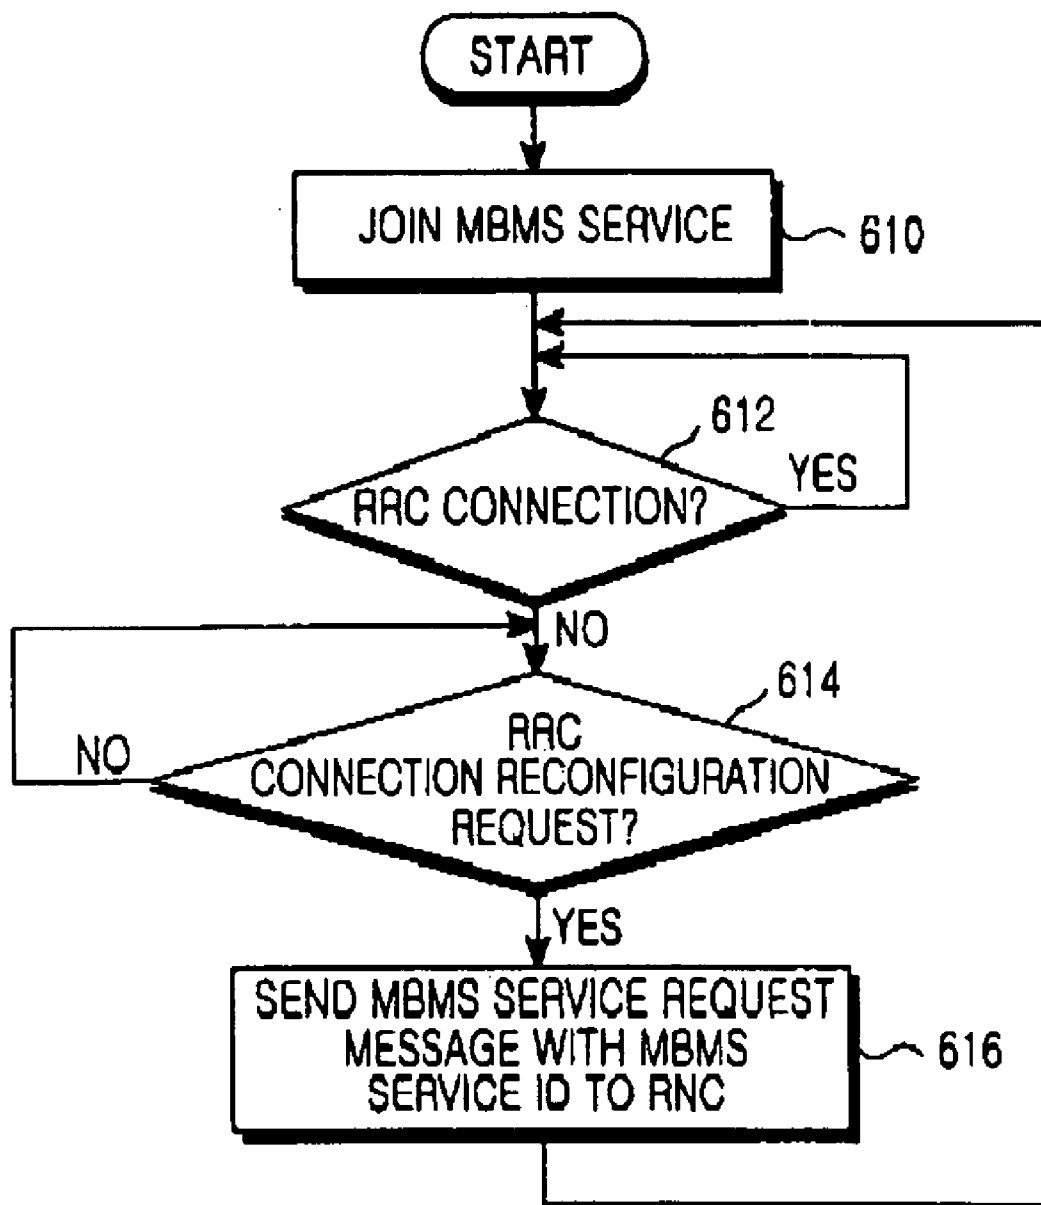 START
JOIN MBMS SERVICE
610
612
YES
RRC CONNECTION?
NO
614
NO
RRC
CONNECTION RECONFIGURATION
REQUEST?
YES
SEND MBMS SERVICE REQUEST
MESSAGE WITH MBMS
SERVICE ID TO RNC
616